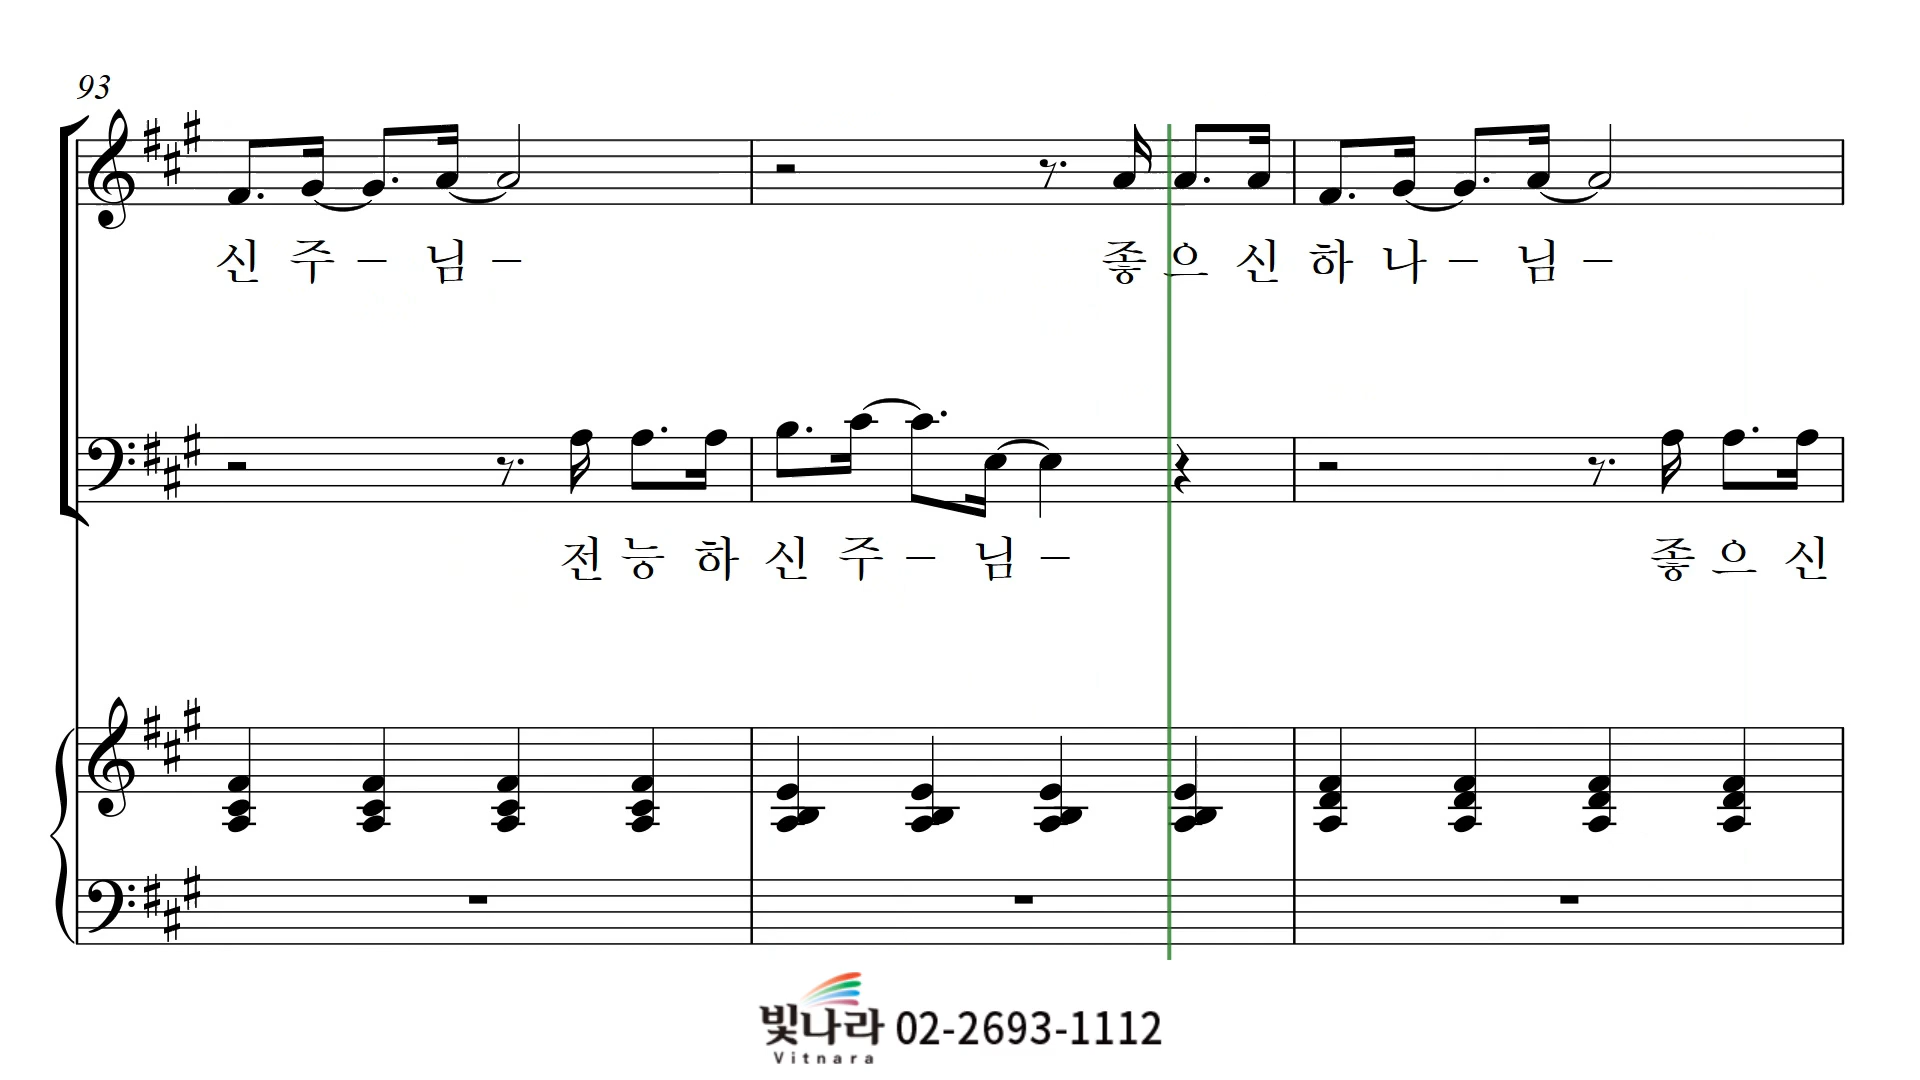 93
신 주 - 님 - 좋 으 신 하 나 - 님 -
전 능 하 신 주 - 님 - 좋 으 신
빛나라 02-2693-1112
Vitnara